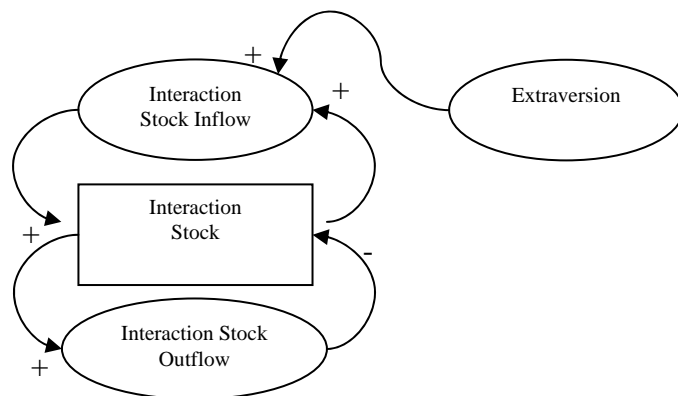 +
+
Interaction
Stock Inflow
Extraversion
Interaction
Stock
+
-
Interaction Stock
Outflow
+